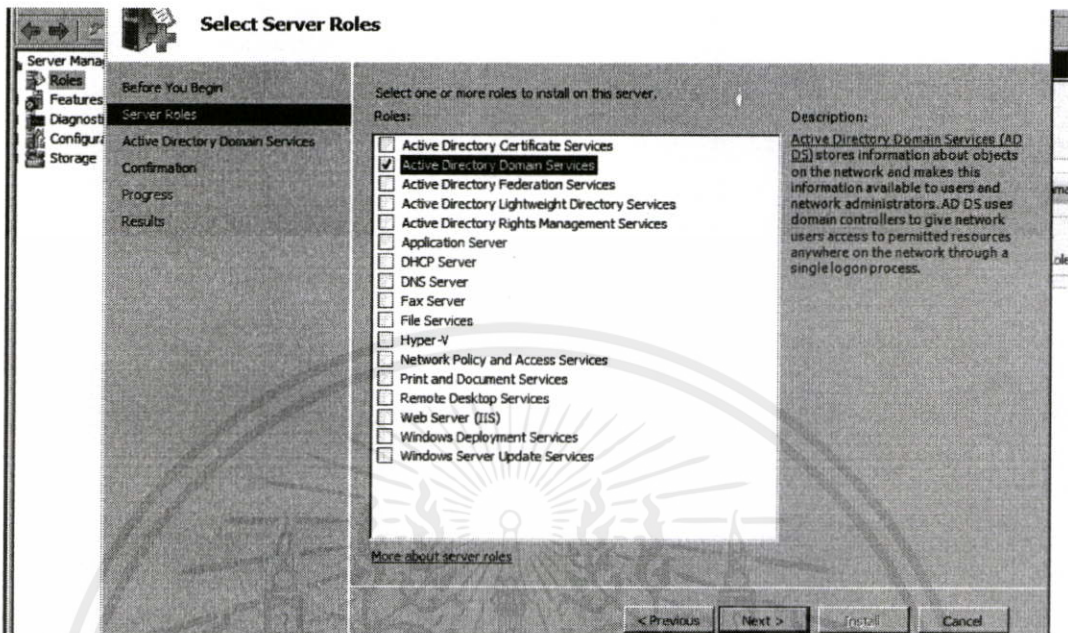 Select Server Roles
Server Mana
Roles
Features
Diagnosti
Configura
Storage
Before You Begin
Server Roles
Active Directory Domain Services
Confirmation
Progress
Results
Select one or more roles to install on this server.
Roles:
Active Directory Certificate Services
Active Directory Domain Services
Active Directory Federation Services
Active Directory Lightweight Directory Services
Active Directory Rights Management Services
Application Server
DHCP Server
DNS Server
Fax Server
File Services
Hyper-V
Network Policy and Access Services
Print and Document Services
Remote Desktop Services
Web Server (IIS)
Windows Deployment Services
Windows Server Update Services
More about server roles
Description:
Active Directory Domain Services (AD
DS) stores information about objects
on the network and makes this
information available to users and
network administrators. AD DS uses
domain controllers to give network
users access to permitted resources
anywhere on the network through a
single logon process.
< Previous
Next >
Install
Cancel